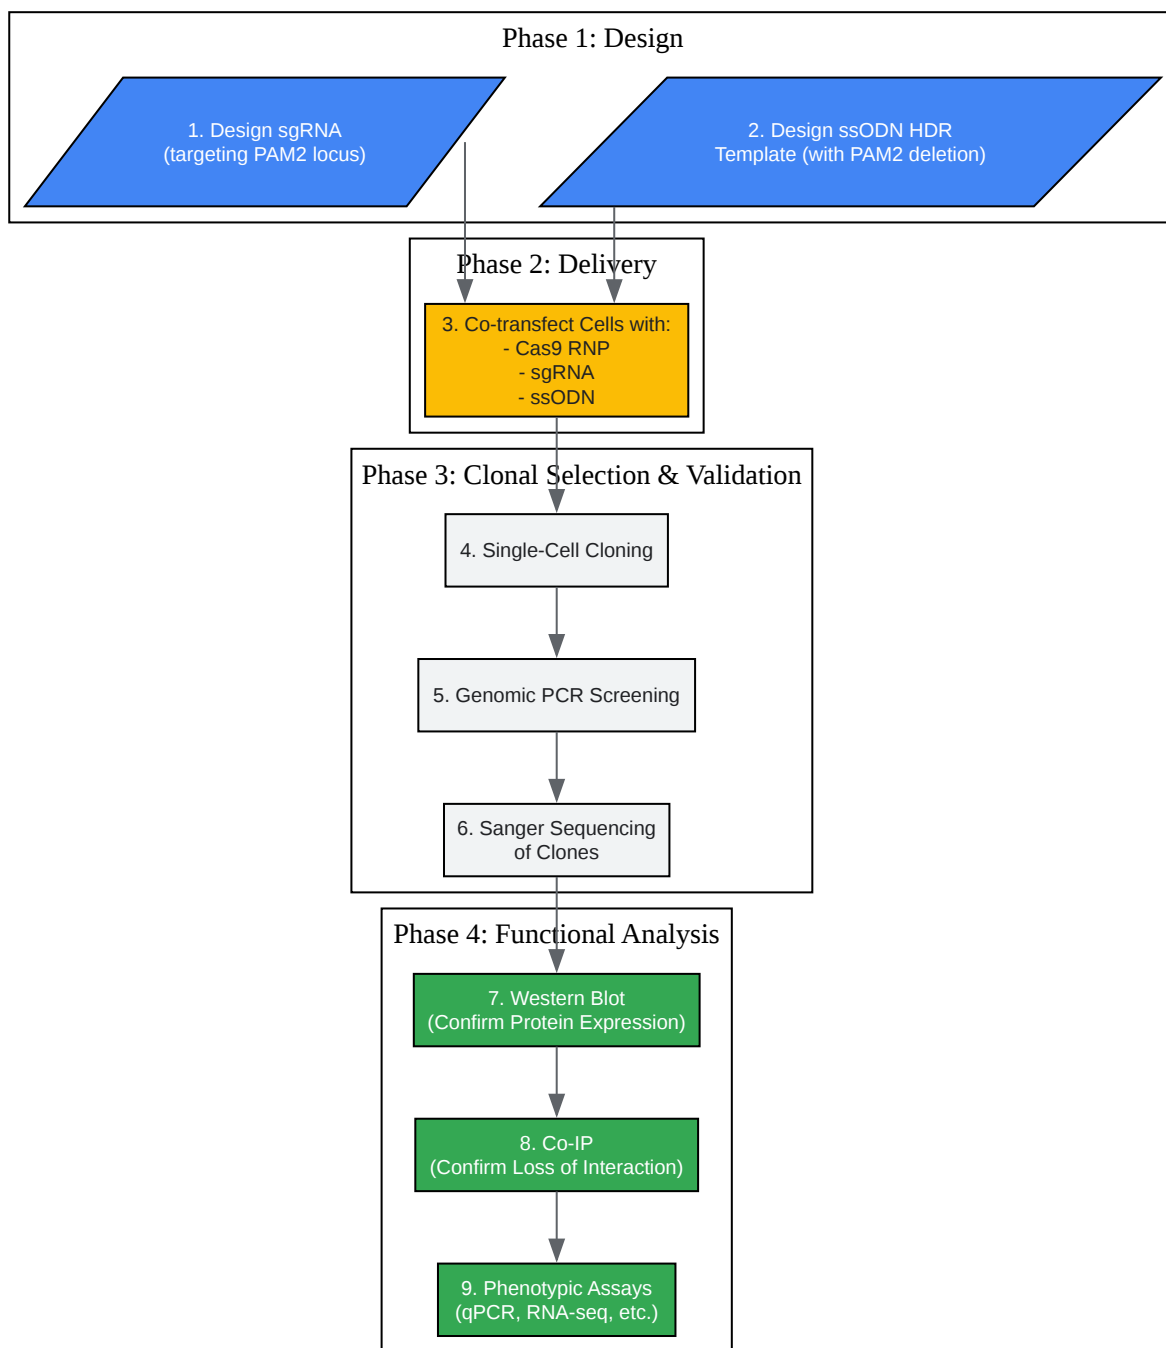 Phase 1: Design
1. Design sgRNA
(targeting PAM2 locus)
2. Design ssODN HDR
Template (with PAM2 deletion)
Phase 2: Delivery
3. Co-transfect Cells with:
- Cas9 RNP
- sgRNA
- ssODN
Phase 3: Clonal Selection & Validation
4. Single-Cell Cloning
5. Genomic PCR Screening
6. Sanger Sequencing
of Clones
Phase 4: Functional Analysis
7. Western Blot
(Confirm Protein Expression)
8. Co-IP
(Confirm Loss of Interaction)
9. Phenotypic Assays
(qPCR, RNA-seq, etc.)